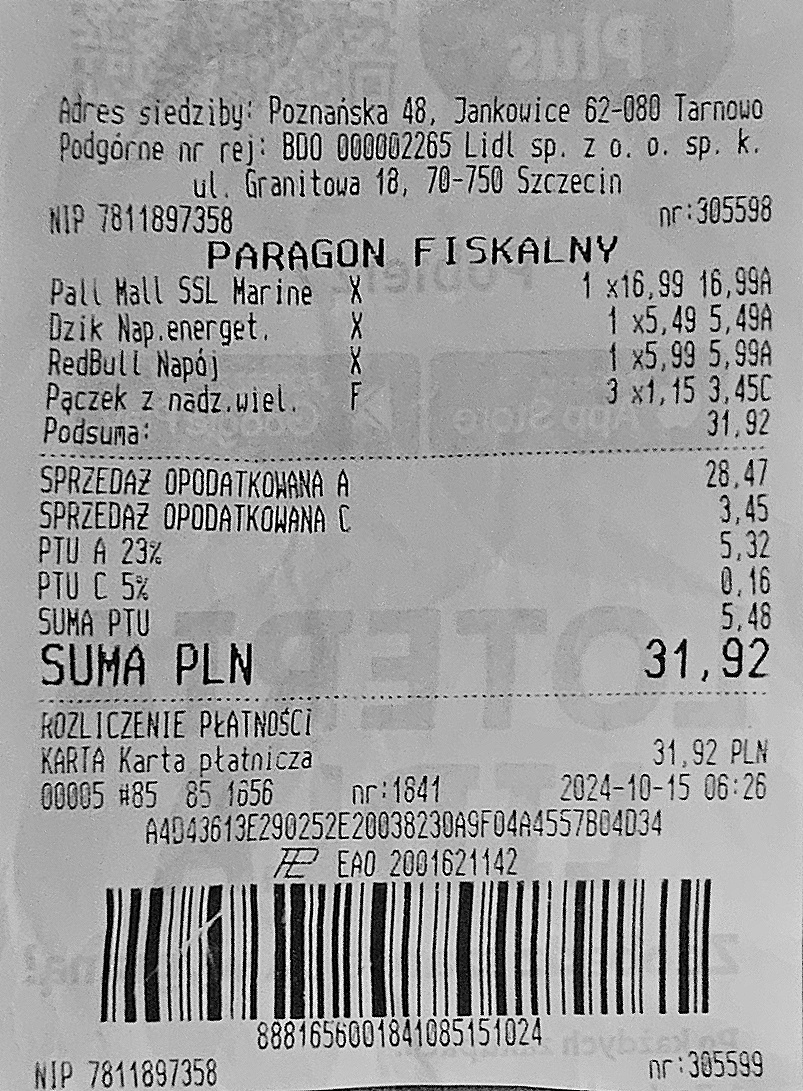 Plus
Adres siedziby: Poznańska 48, Jankowice 62-080 Tarnowo
Podgórne nr rej: BDO 000002265 Lidl sp. z o. o. sp. k.
ul. Granitowa 18, 70-750 Szczecin
NIP 7811897358 nr:305598
PARAGON FISKALNY
Pall Mall SSL Marine X 1 x16,99 16,99A
Dzik Nap.energet. X 1 x5,49 5,49A
RedBull Napój X 1 x5,99 5,99A
Pączek z nadz.wiel. F 3 x1,15 3,45C
Podsuma: 31,92
SPRZEDAŻ OPODATKOWANA A 28,47
SPRZEDAŻ OPODATKOWANA C 3,45
PTU A 23% 5,32
PTU C 5% 0,16
SUMA PTU 5,48
SUMA PLN 31,92
ROZLICZENIE PŁATNOŚCI
KARTA Karta płatnicza 31,92 PLN
00005 #85 85 1656 nr:1841 2024-10-15 06:26
A4D43613E290252E20038230A9F04A4557B04D34
EAO 2001621142
8881656001841085151024
NIP 7811897358 nr:305599